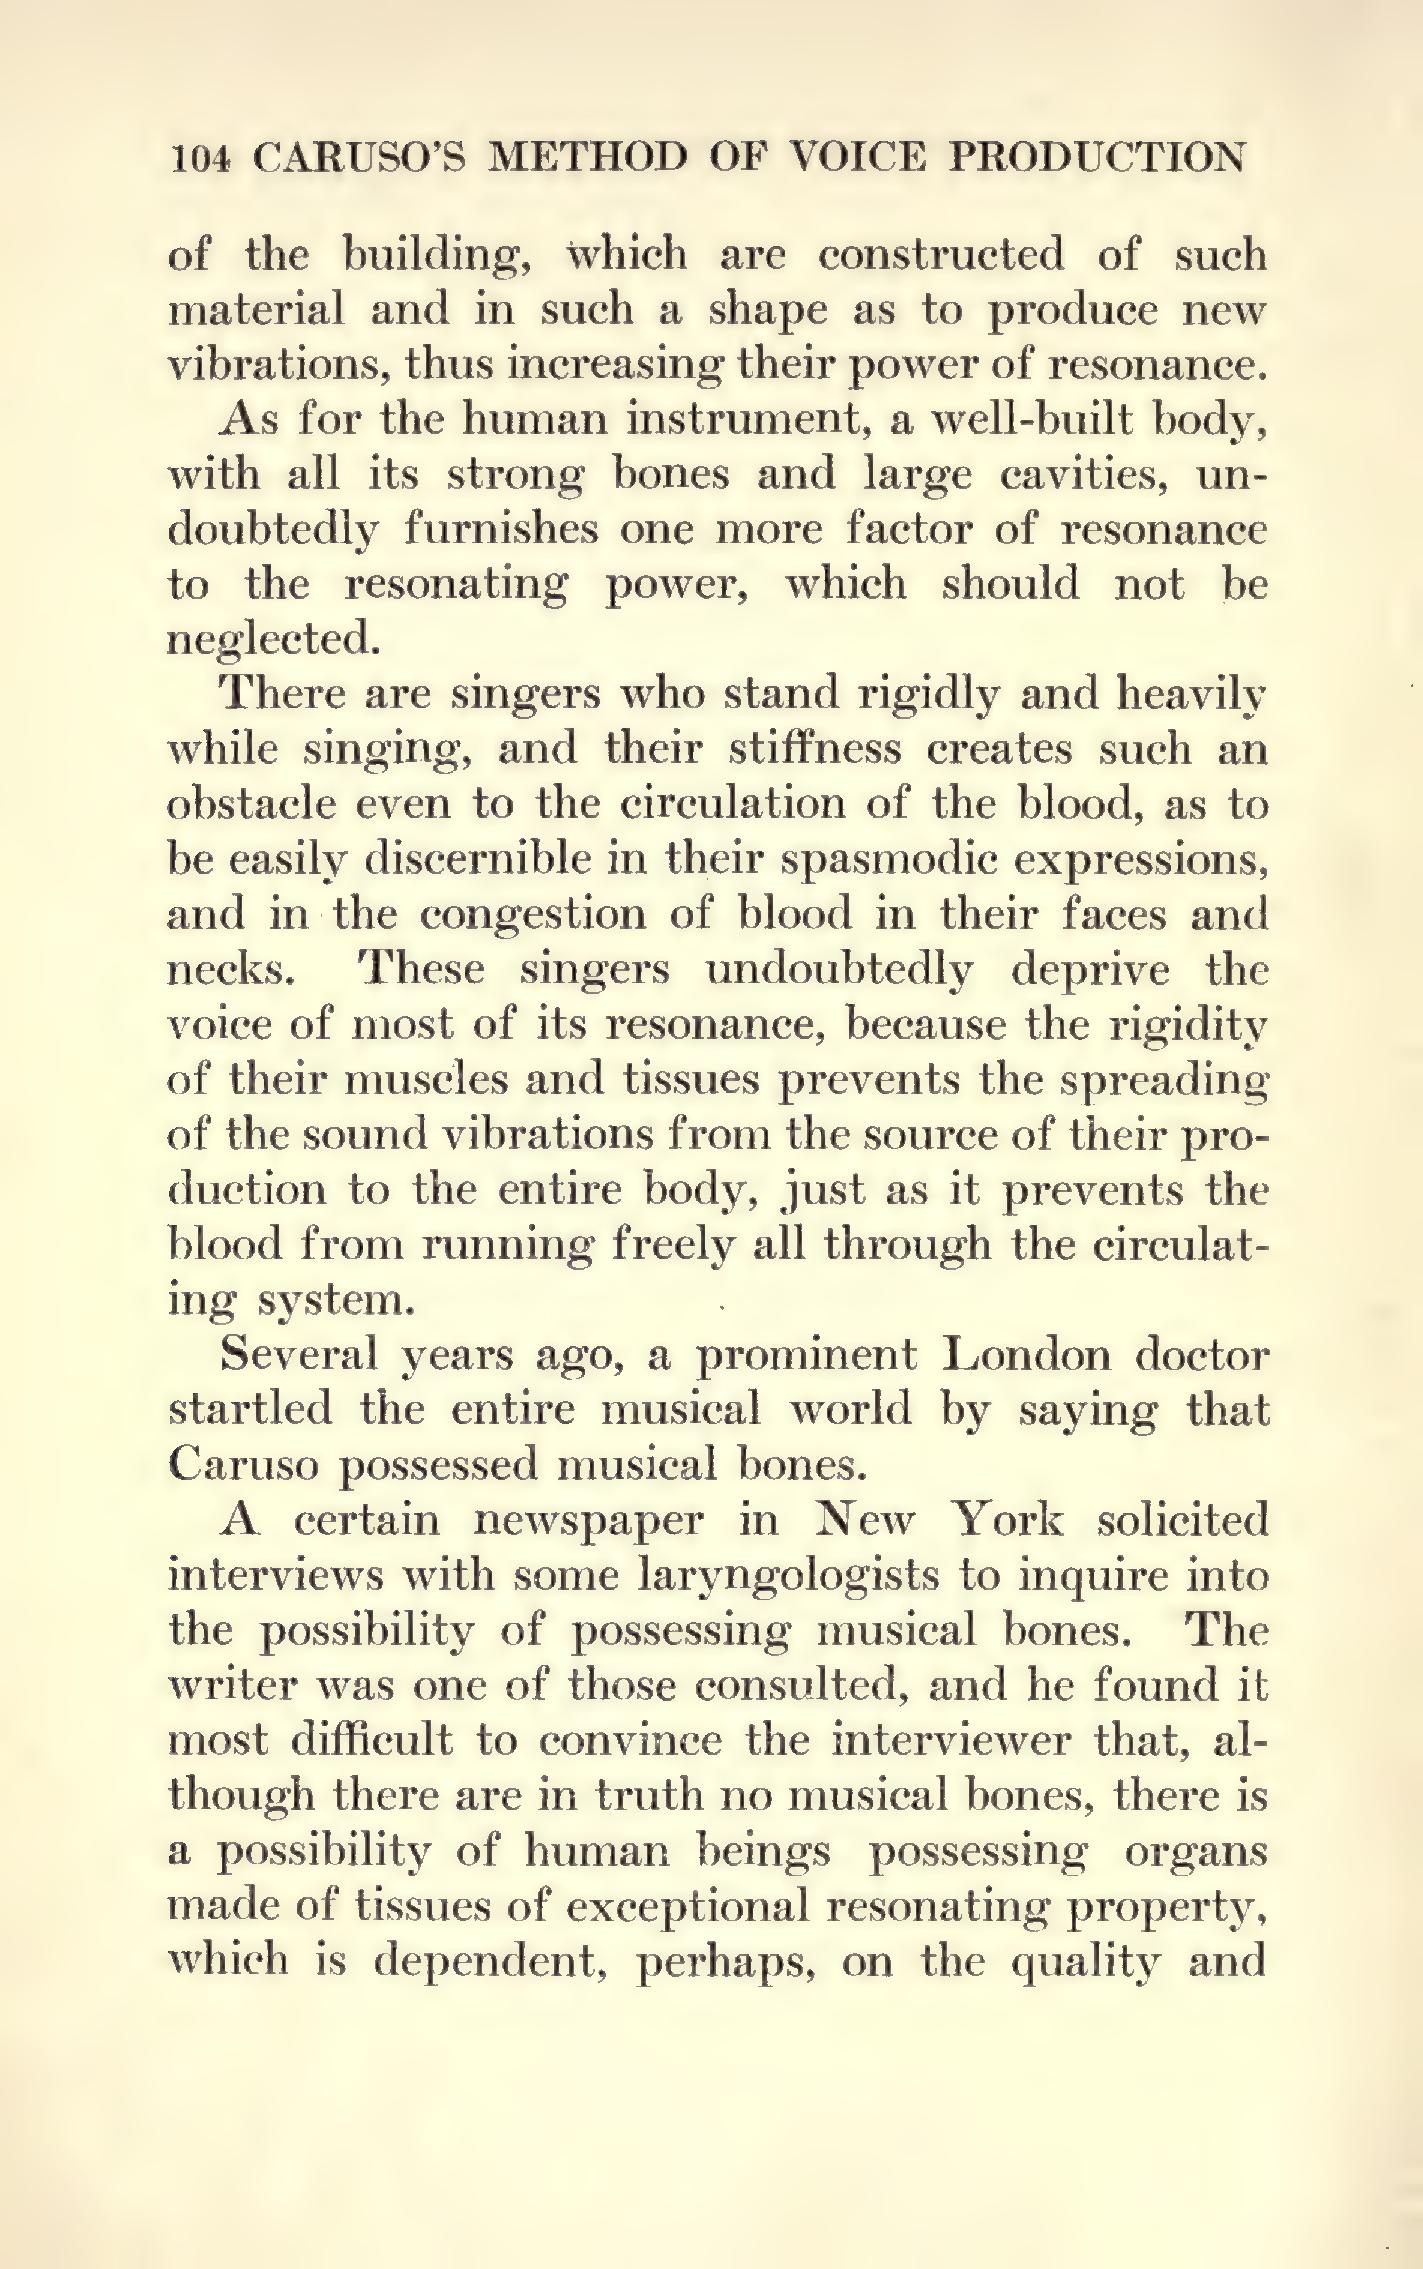 104 CARUSO'S METHOD OF VOICE PRODUCTION
of the building, which are constructed of such
material and in such a shape as to produce new
vibrations, thus increasing their power of resonance.
As for the human instrument, a well-built body,
with all its strong bones and large cavities, un-
doubtedly furnishes one more factor of resonance
to the resonating power, which should not be
neglected.
There are singers who stand rigidly and heavily
while singing, and their stiffness creates such an
obstacle even to the circulation of the blood, as to
be easily discernible in their spasmodic expressions,
and in the congestion of blood in their faces and
necks. These singers undoubtedly deprive the
voice of most of its resonance, because the rigidity
of their muscles and tissues prevents the spreading
of the sound vibrations from the source of their pro-
duction to the entire body, just as it prevents the
blood from running freely all through the circulat-
ing system.
Several years ago, a prominent London doctor
startled the entire musical world by saying that
Caruso possessed musical bones.
A certain newspaper in New York solicited
interviews with some laryngologists to inquire into
the possibility of possessing musical bones. The
writer was one of those consulted, and he found it
most difficult to convince the interviewer that, al-
though there are in truth no musical bones, there is
a possibility of human beings possessing organs
made of tissues of exceptional resonating property,
which is dependent, perhaps, on the quality and